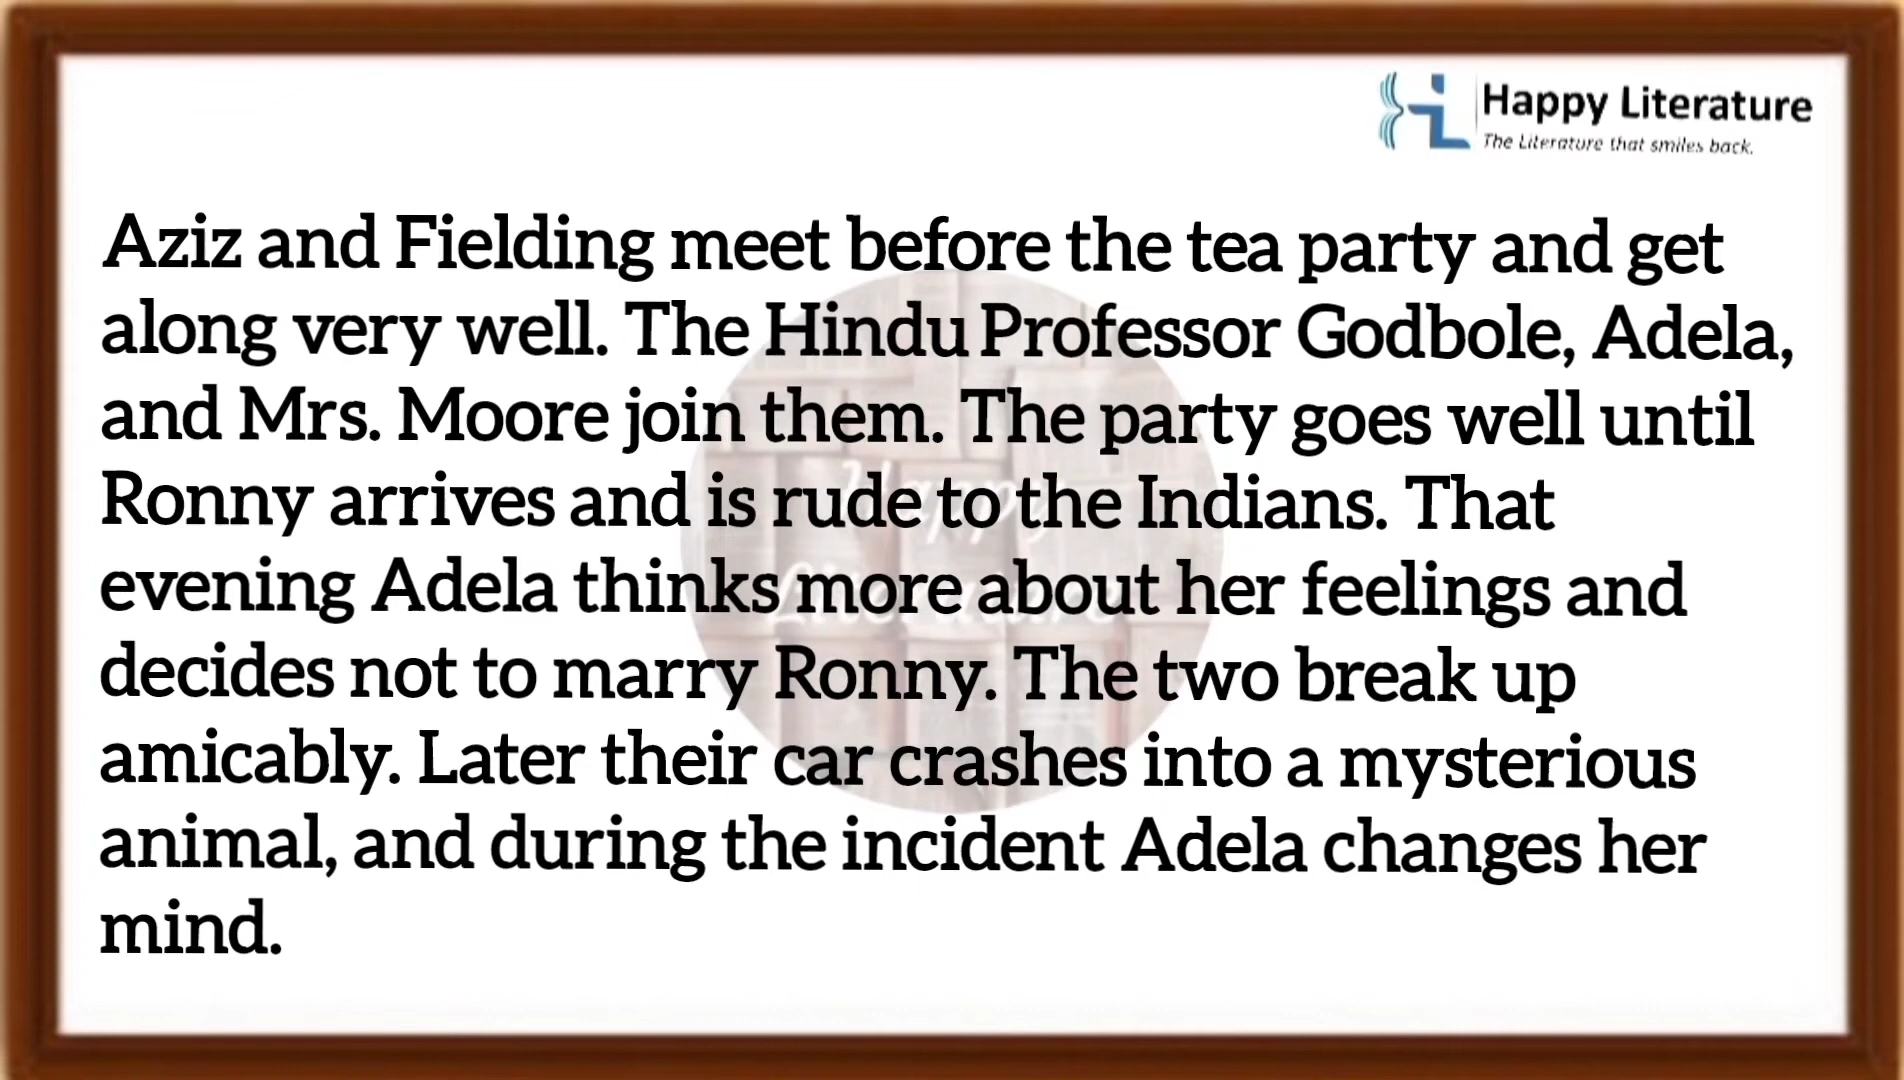 Happy Literature
The Literature that smiles back.
Aziz and Fielding meet before the tea party and get
along very well. The Hindu Professor Godbole, Adela,
and Mrs. Moore join them. The party goes well until
Ronny arrives and is rude to the Indians. That
evening Adela thinks more about her feelings and
decides not to marry Ronny. The two break up
amicably. Later their car crashes into a mysterious
animal, and during the incident Adela changes her
mind.
Happy
Literature